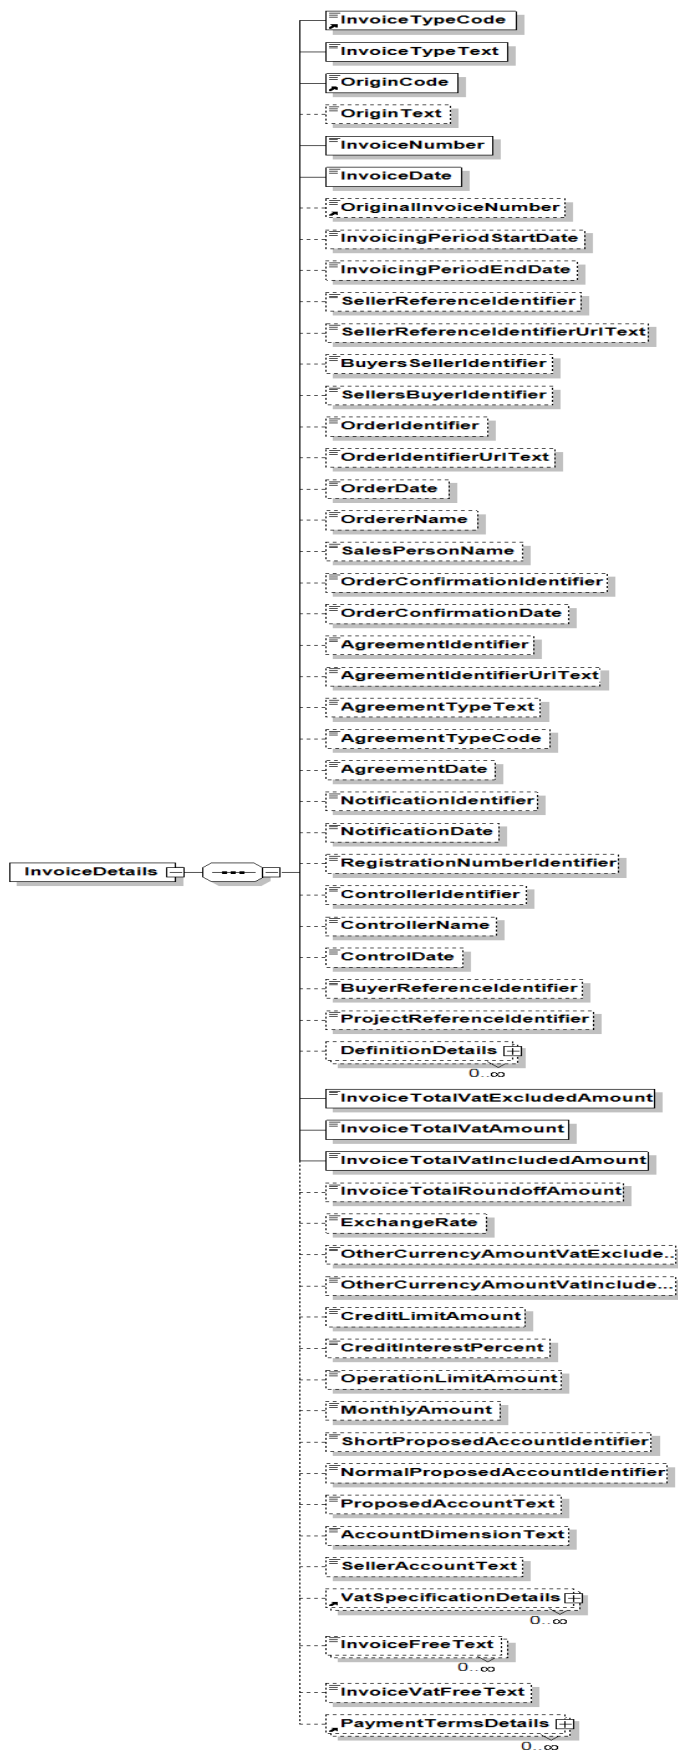 InvoiceTypeCode
InvoiceTypeText
OriginCode
OriginText
InvoiceNumber
InvoiceDate
OriginalInvoiceNumber
InvoicingPeriodStartDate
InvoicingPeriodEndDate
SellerReferenceIdentifier
SellerReferenceIdentifierUrlText
BuyersSellerIdentifier
SellersBuyerIdentifier
OrderIdentifier
OrderIdentifierUrlText
OrderDate
OrdererName
SalesPersonName
OrderConfirmationIdentifier
OrderConfirmationDate
AgreementIdentifier
AgreementIdentifierUrlText
AgreementTypeText
AgreementTypeCode
AgreementDate
NotificationIdentifier
NotificationDate
InvoiceDetails
RegistrationNumberIdentifier
ControllerIdentifier
ControllerName
ControlDate
BuyerReferenceIdentifier
ProjectReferenceIdentifier
DefinitionDetails
0..∞
InvoiceTotalVatExcludedAmount
InvoiceTotalVatAmount
InvoiceTotalVatIncludedAmount
InvoiceTotalRoundoffAmount
ExchangeRate
OtherCurrencyAmountVatExclude...
OtherCurrencyAmountVatInclude...
CreditLimitAmount
CreditInterestPercent
OperationLimitAmount
MonthlyAmount
ShortProposedAccountIdentifier
NormalProposedAccountIdentifier
ProposedAccountText
AccountDimensionText
SellerAccountText
VatSpecificationDetails
0..∞
InvoiceFreeText
0..∞
InvoiceVatFreeText
PaymentTermsDetails
0..∞